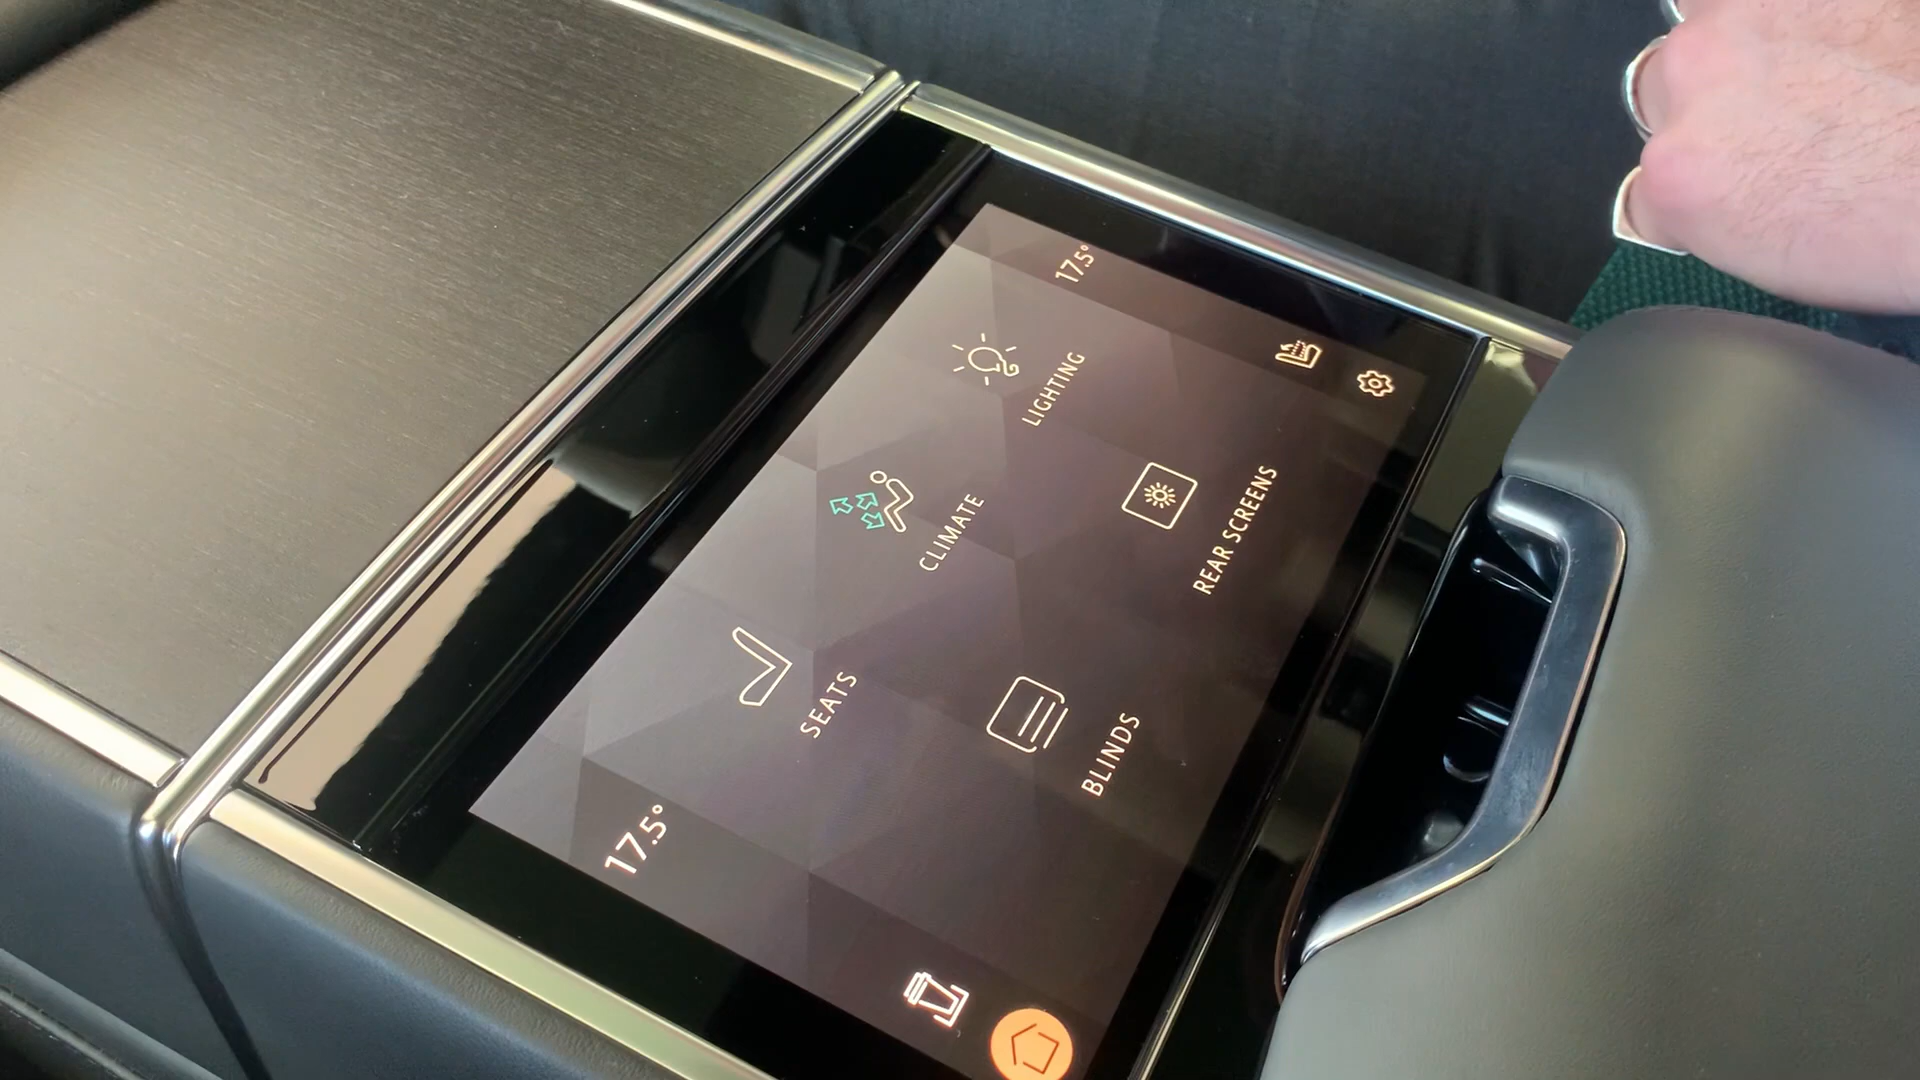 17.5°
SEATS
CLIMATE
LIGHTING
BLINDS
REAR SCREENS
17.5°